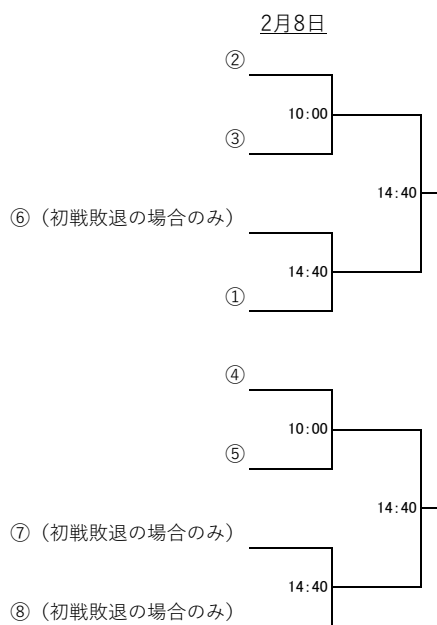 2月8日
②
10:00
③
14:40
⑥（初戦敗退の場合のみ）
14:40
①
④
10:00
⑤
14:40
⑦（初戦敗退の場合のみ）
14:40
⑧（初戦敗退の場合のみ）